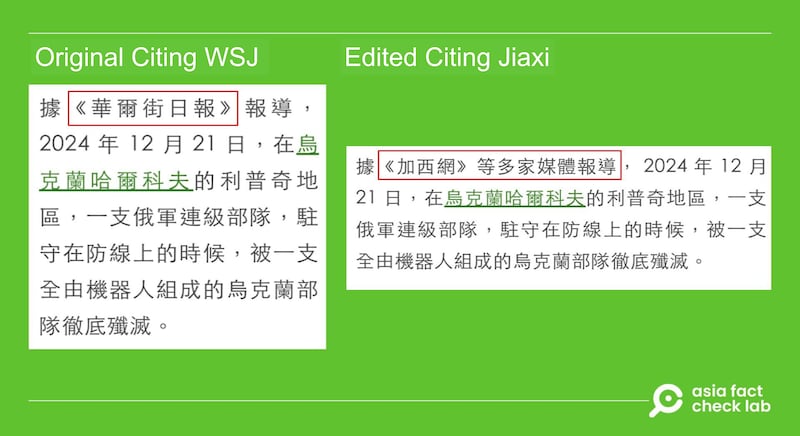 Original Citing WSJ
據《華爾街日報》報導，
2024 年 12 月 21 日，在烏
克蘭哈爾科夫的利普奇地
區，一支俄軍連級部隊，駐
守在防線上的時候，被一支
全由機器人組成的烏克蘭部
隊徹底殲滅。
Edited Citing Jiaxi
據《加西網》等多家媒體報導， 2024 年 12 月
21 日，在烏克蘭哈爾科夫的利普奇地區，一支
俄軍連級部隊，駐守在防線上的時候，被一支
全由機器人組成的烏克蘭部隊徹底殲滅。
asia fact
check lab